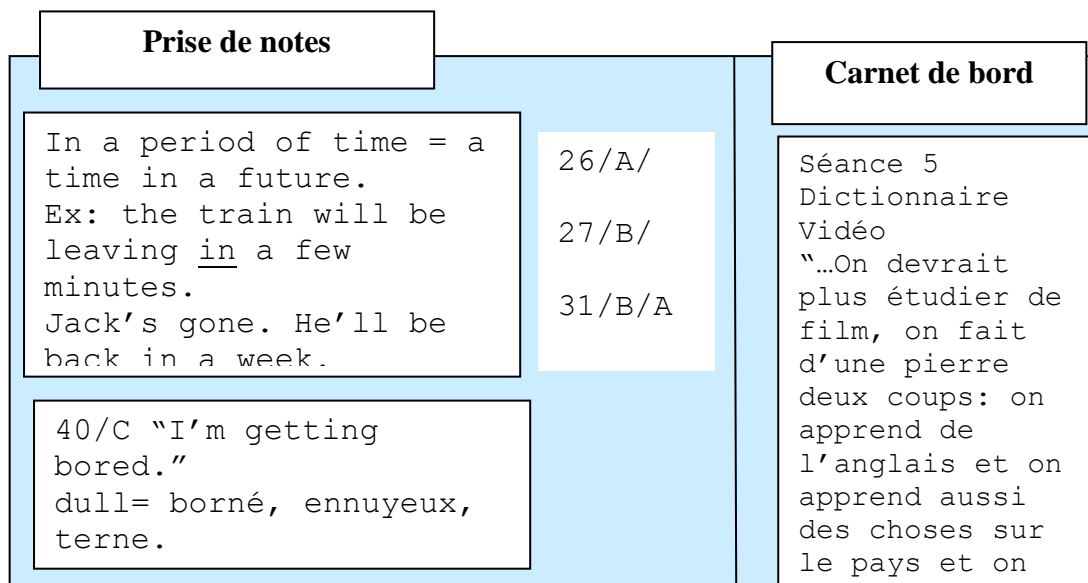 Prise de notes
In a period of time = a
time in a future.
Ex: the train will be
leaving in a few
minutes.
Jack’s gone. He’ll be
back in a week.
26/A/
27/B/
31/B/A
40/C “I’m getting
bored.”
dull= borné, ennuyeux,
terne.
Carnet de bord
Séance 5
Dictionnaire
Vidéo
“…On devrait
plus étudier de
film, on fait
d’une pierre
deux coups: on
apprend de
l’anglais et on
apprend aussi
des choses sur
le pays et on